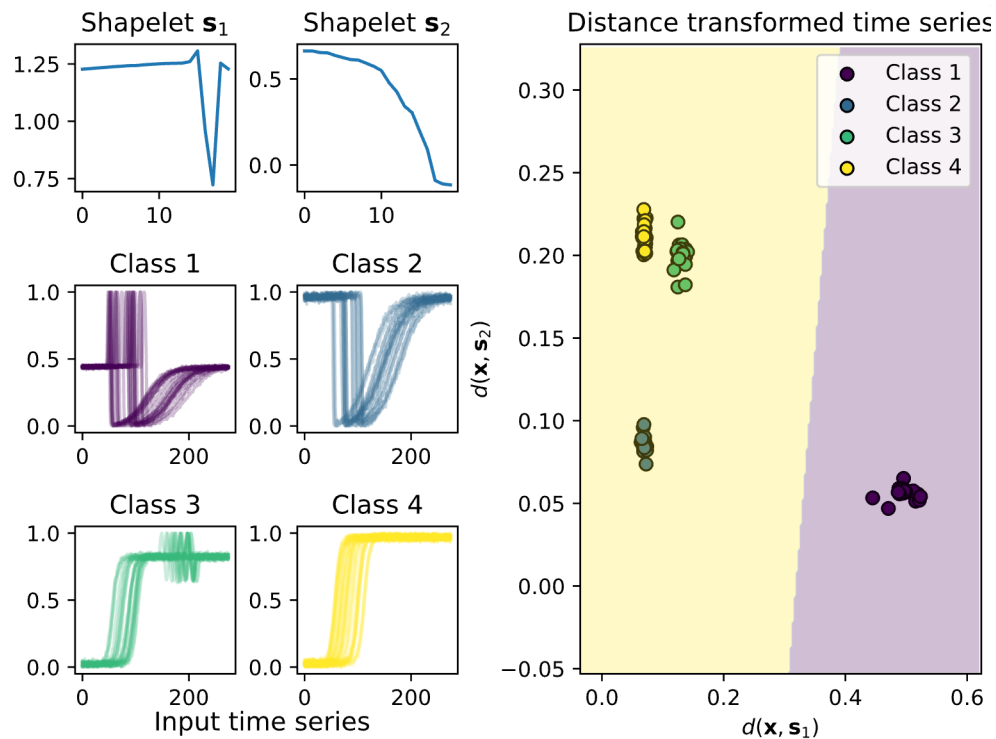 Shapelet s₁
1.25
1.00
0.75
0
10
Shapelet s₂
0.5
0.0
0
10
Class 1
1.0
0.5
0.0
0
200
Class 2
1.0
0.5
0.0
0
200
Class 3
1.0
0.5
0.0
0
200
Class 4
1.0
0.5
0.0
0
200
Input time series
Distance transformed time series
Class 1
Class 2
Class 3
Class 4
d(x, s₂)
0.30
0.25
0.20
0.15
0.10
0.05
0.00
−0.05
0.0
0.2
0.4
0.6
d(x, s₁)